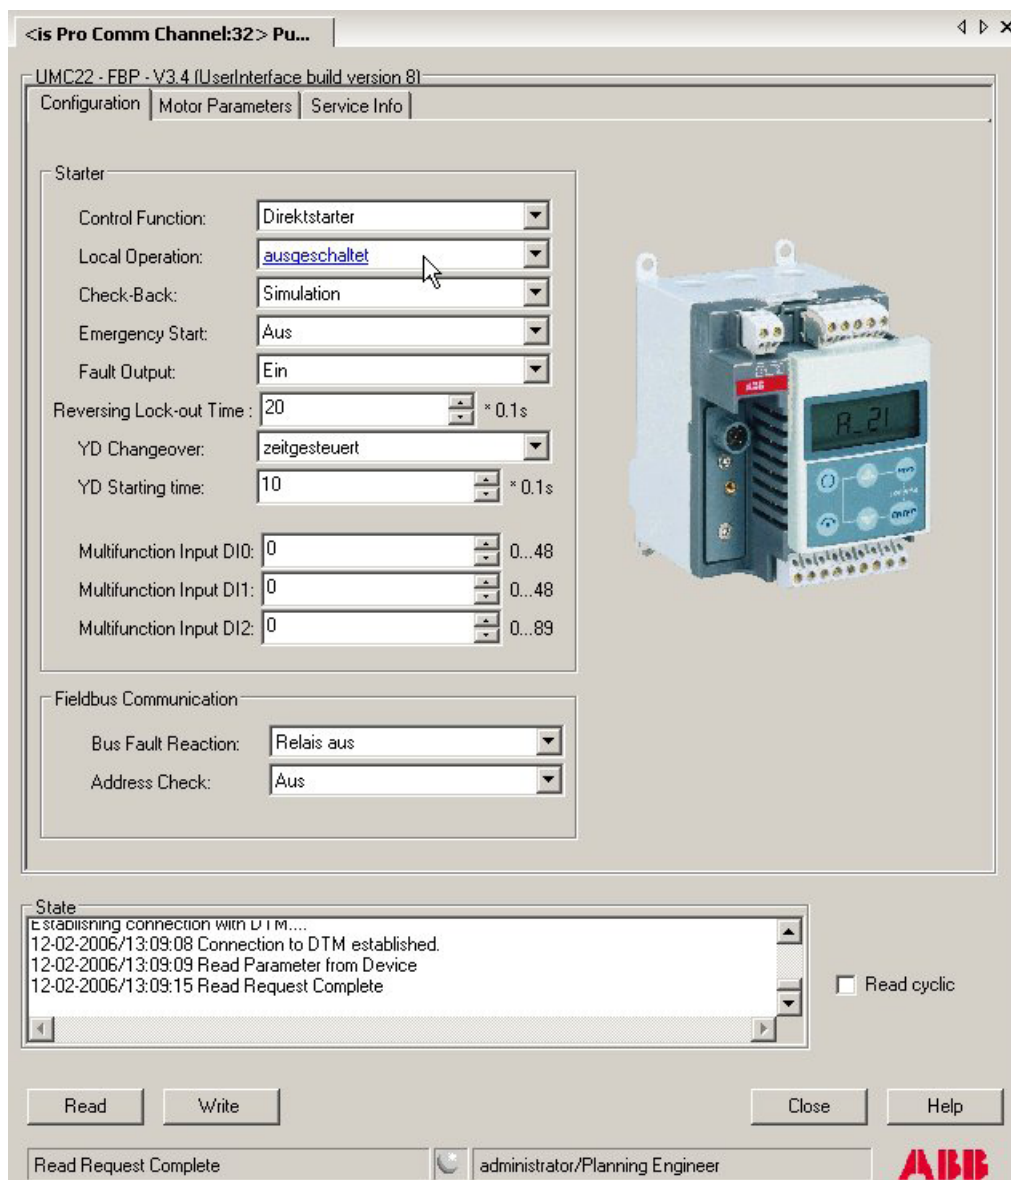 <is Pro Comm Channel:32> Pu...
UMC22 - FBP - V3.4 (UserInterface build version 8)
Configuration Motor Parameters Service Info
Starter
Control Function: Direktstarter
Local Operation: ausgeschaltet
Check-Back: Simulation
Emergency Start: Aus
Fault Output: Ein
Reversing Lock-out Time : 20 * 0.1s
YD Changeover: zeitgesteuert
YD Starting time: 10 * 0.1s
Multifunction Input DI0: 0 0...48
Multifunction Input DI1: 0 0...48
Multifunction Input DI2: 0 0...89
ABB
A_21
Fieldbus Communication
Bus Fault Reaction: Relais aus
Address Check: Aus
State
Establishing connection with DTM....
12-02-2006/13:09:08 Connection to DTM established.
12-02-2006/13:09:09 Read Parameter from Device
12-02-2006/13:09:15 Read Request Complete
Read cyclic
Read Write Close Help
Read Request Complete administrator/Planning Engineer ABB